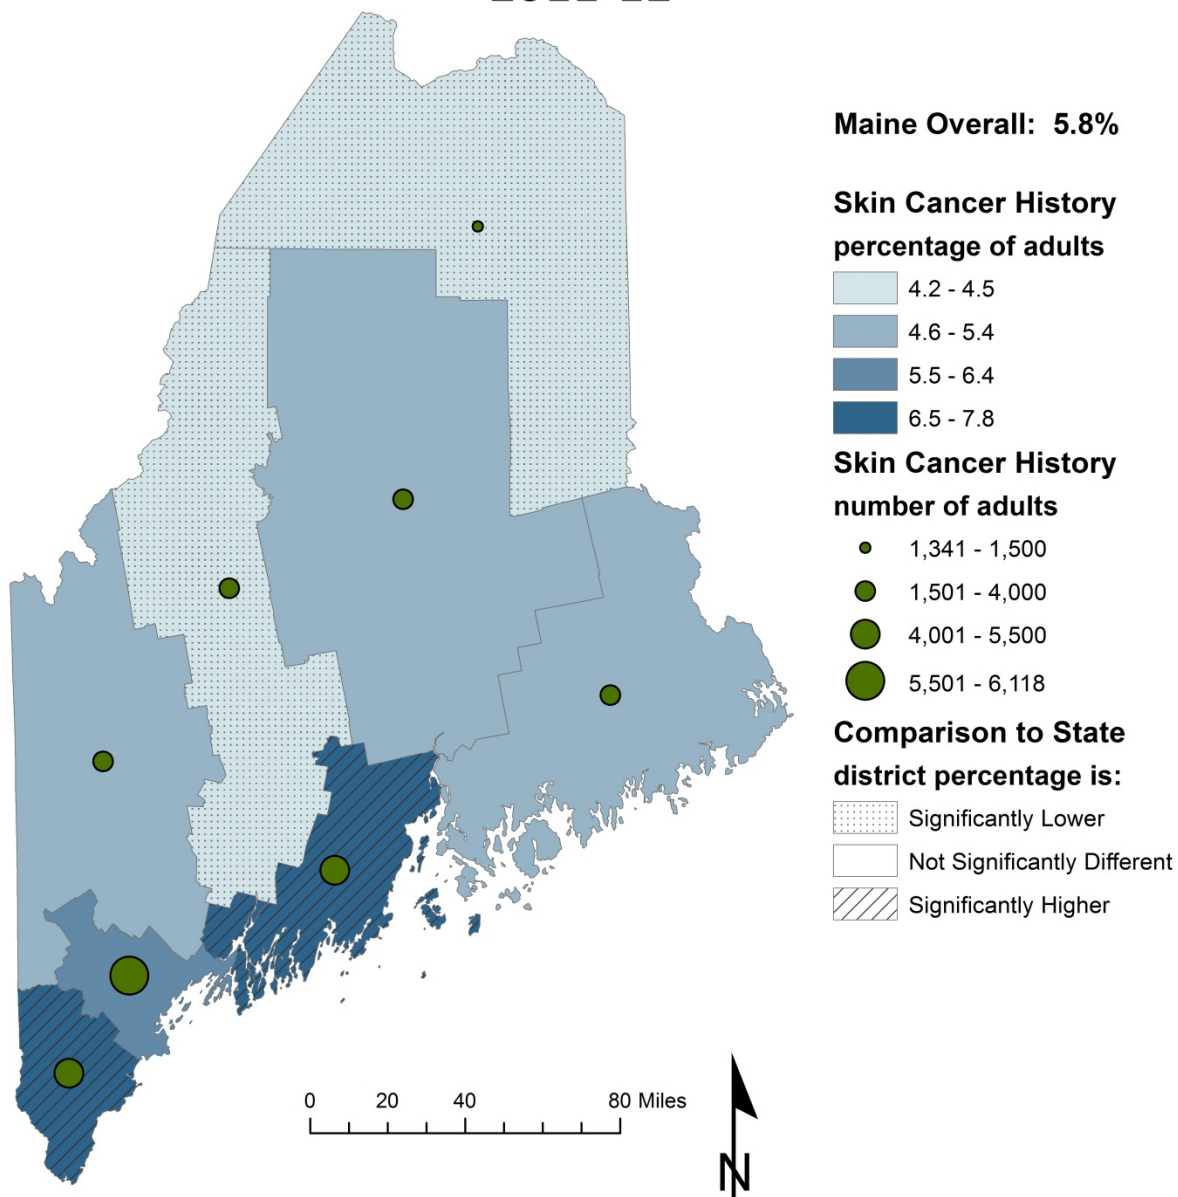 Maine Overall: 5.8%
Skin Cancer History
percentage of adults
4.2 - 4.5
4.6 - 5.4
5.5 - 6.4
6.5 - 7.8
Skin Cancer History
number of adults
1,341 - 1,500
1,501 - 4,000
4,001 - 5,500
5,501 - 6,118
Comparison to State
district percentage is:
Significantly Lower
Not Significantly Different
Significantly Higher
0 20 40 80 Miles
N